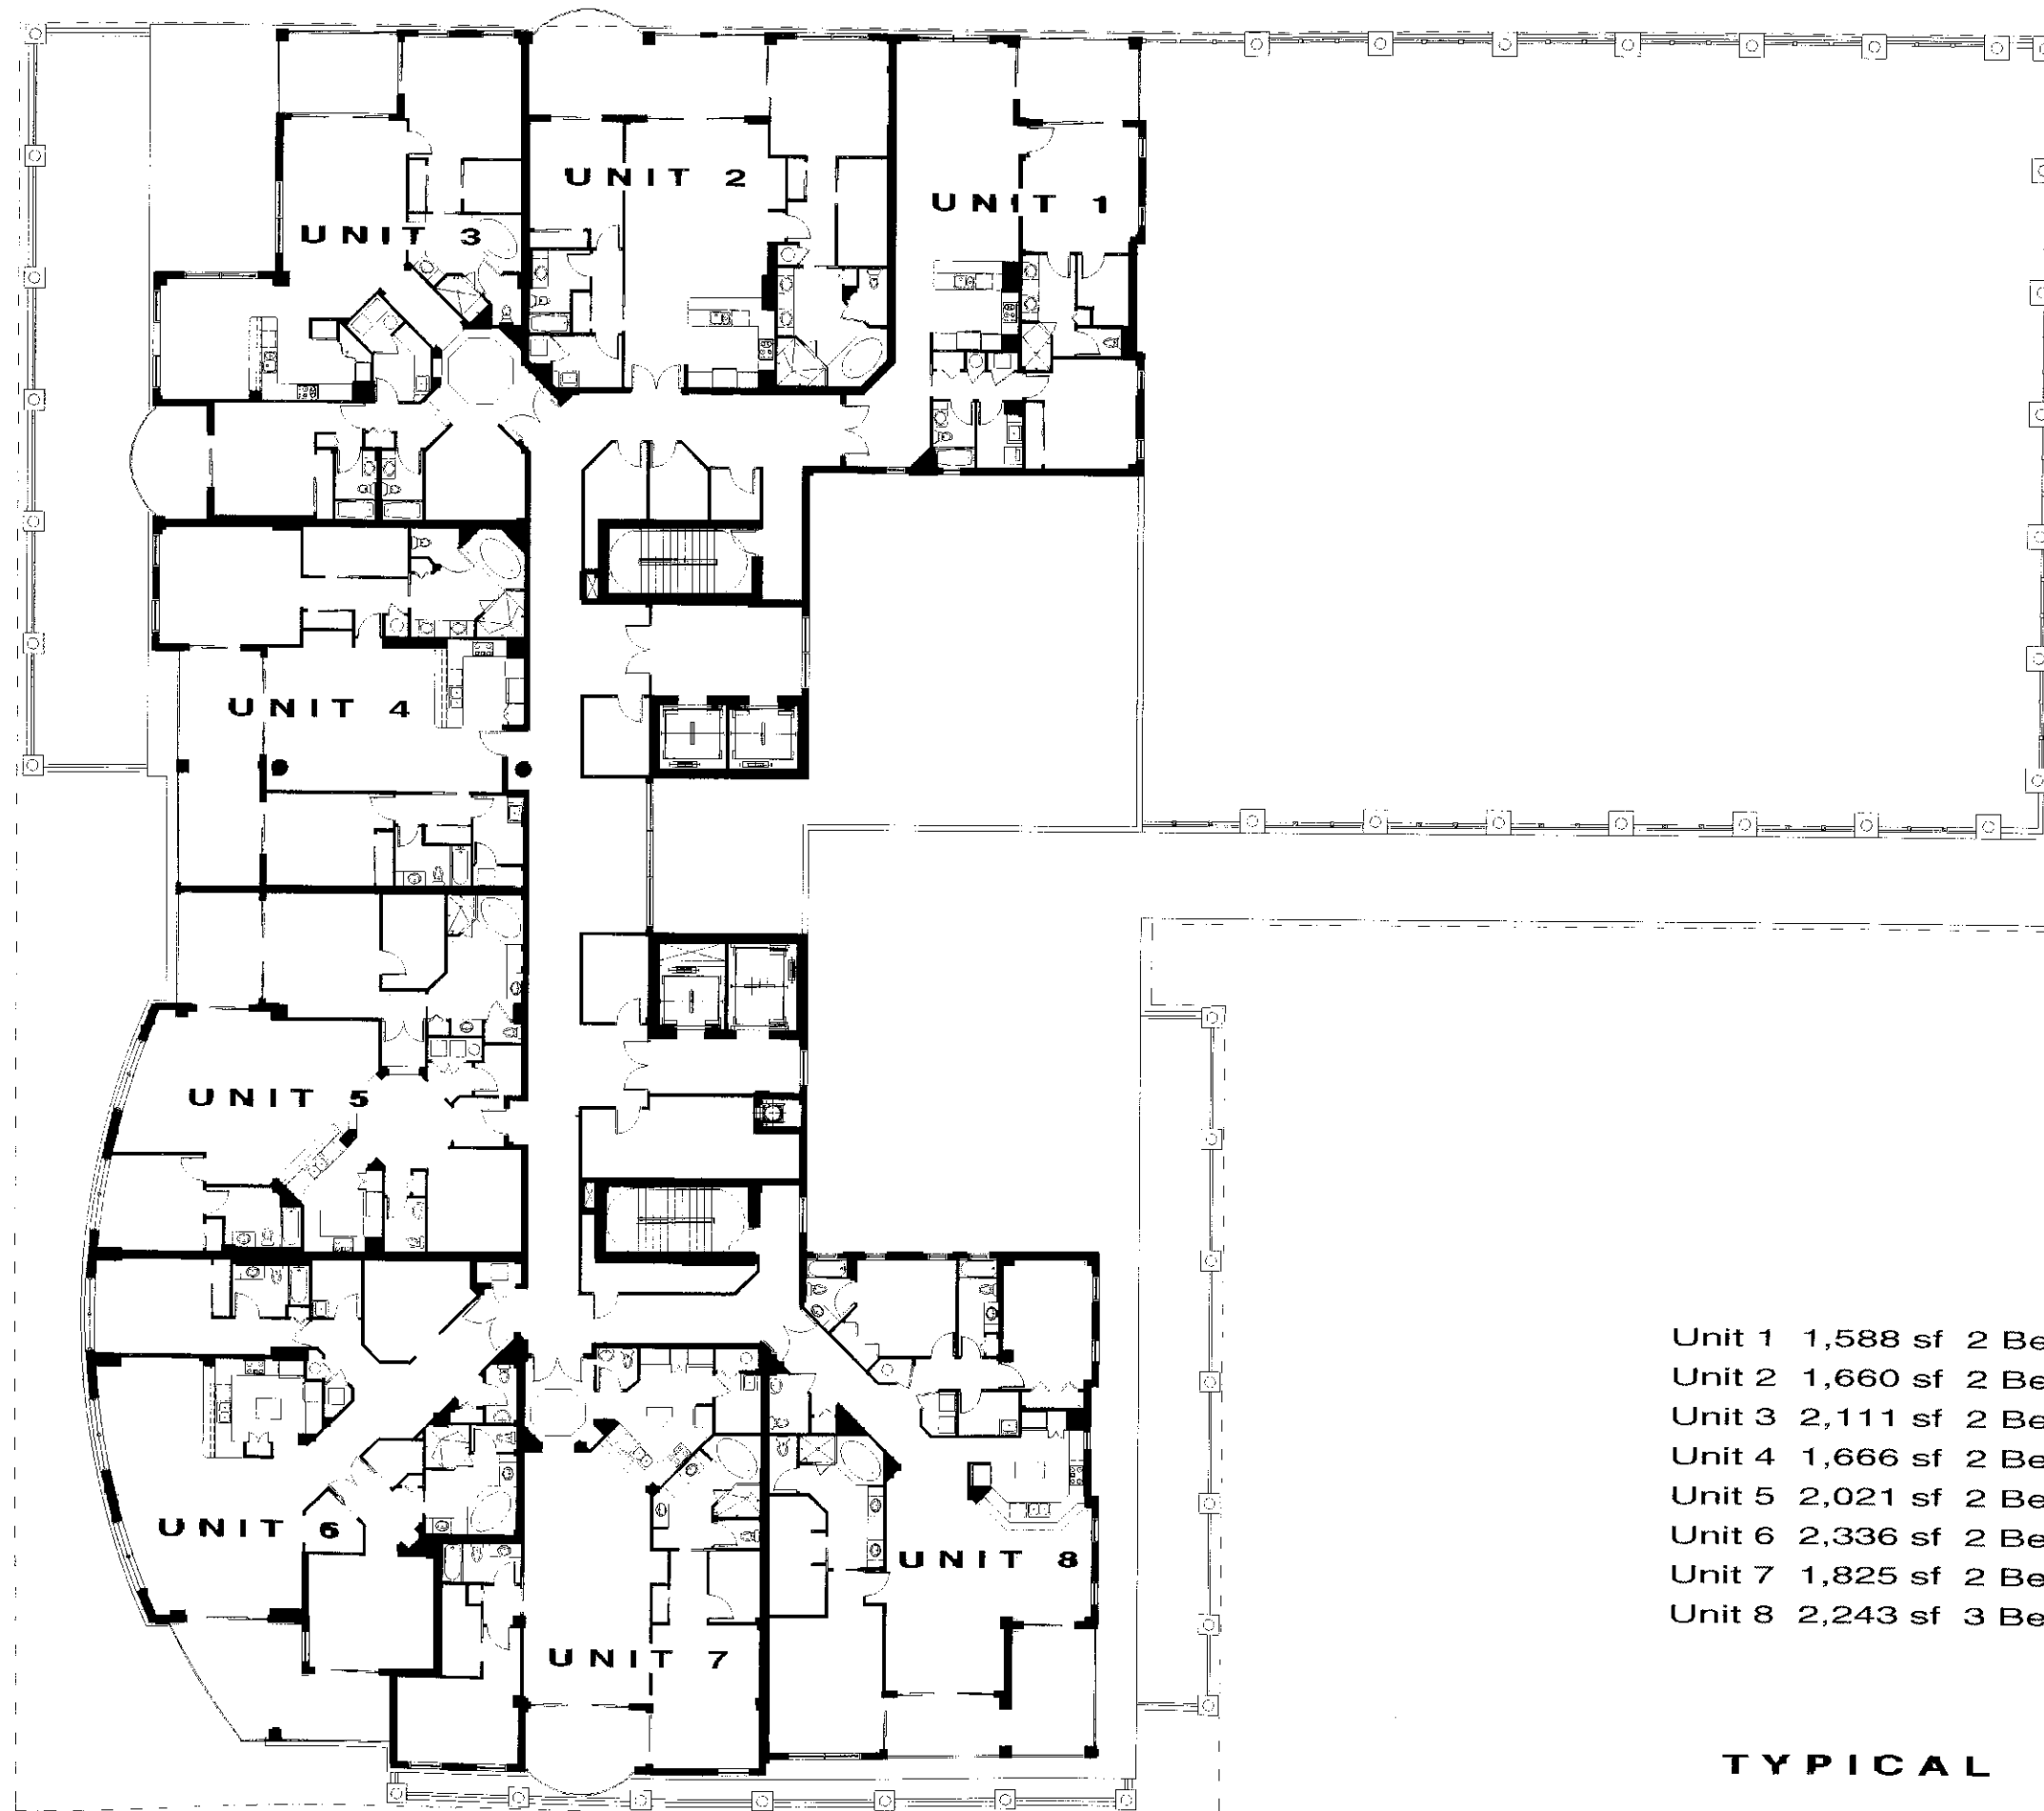 UNIT 2
UNIT 1
UNIT 3
UNIT 4
UNIT 5
UNIT 6
UNIT 8
UNIT 7
Unit 1 1,588 sf 2 Be
Unit 2 1,660 sf 2 Be
Unit 3 2,111 sf 2 Be
Unit 4 1,666 sf 2 Be
Unit 5 2,021 sf 2 Be
Unit 6 2,336 sf 2 Be
Unit 7 1,825 sf 2 Be
Unit 8 2,243 sf 3 Be
TYPICAL